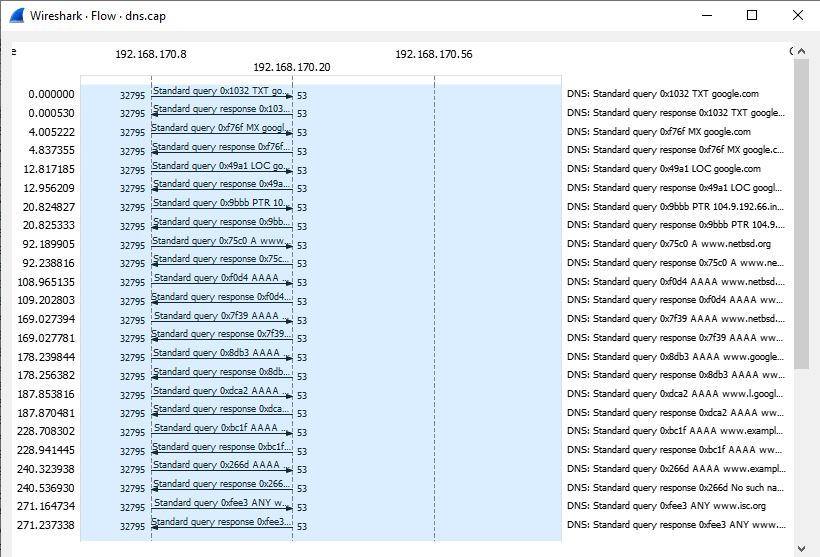 Wireshark · Flow · dns.cap
e 192.168.170.8 192.168.170.20 192.168.170.56
0.000000 32795 Standard query 0x1032 TXT go... 53 DNS: Standard query 0x1032 TXT google.com
0.000530 32795 Standard query response 0x103... 53 DNS: Standard query response 0x1032 TXT google...
4.005222 32795 Standard query 0xf76f MX googl... 53 DNS: Standard query 0xf76f MX google.com
4.837355 32795 Standard query response 0xf76f... 53 DNS: Standard query response 0xf76f MX google.c...
12.817185 32795 Standard query 0x49a1 LOC go... 53 DNS: Standard query 0x49a1 LOC google.com
12.956209 32795 Standard query response 0x49a... 53 DNS: Standard query response 0x49a1 LOC googl...
20.824827 32795 Standard query 0x9bbb PTR 10... 53 DNS: Standard query 0x9bbb PTR 104.9.192.66.in...
20.825333 32795 Standard query response 0x9bb... 53 DNS: Standard query response 0x9bbb PTR 104.9....
92.189905 32795 Standard query 0x75c0 A www... 53 DNS: Standard query 0x75c0 A www.netbsd.org
92.238816 32795 Standard query response 0x75c... 53 DNS: Standard query response 0x75c0 A www.ne...
108.965135 32795 Standard query 0xf0d4 AAAA ... 53 DNS: Standard query 0xf0d4 AAAA www.netbsd....
109.202803 32795 Standard query response 0xf0d4... 53 DNS: Standard query response 0xf0d4 AAAA ww...
169.027394 32795 Standard query 0x7f39 AAAA ... 53 DNS: Standard query 0x7f39 AAAA www.netbsd....
169.027781 32795 Standard query response 0x7f39... 53 DNS: Standard query response 0x7f39 AAAA ww...
178.239844 32795 Standard query 0x8db3 AAAA ... 53 DNS: Standard query 0x8db3 AAAA www.google...
178.256382 32795 Standard query response 0x8db... 53 DNS: Standard query response 0x8db3 AAAA ww...
187.853816 32795 Standard query 0xdca2 AAAA ... 53 DNS: Standard query 0xdca2 AAAA www.l.googl...
187.870481 32795 Standard query response 0xdca... 53 DNS: Standard query response 0xdca2 AAAA ww...
228.708302 32795 Standard query 0xbc1f AAAA ... 53 DNS: Standard query 0xbc1f AAAA www.exampl...
228.941445 32795 Standard query response 0xbc1f... 53 DNS: Standard query response 0xbc1f AAAA ww...
240.323938 32795 Standard query 0x266d AAAA ... 53 DNS: Standard query 0x266d AAAA www.exampl...
240.536930 32795 Standard query response 0x266... 53 DNS: Standard query response 0x266d No such na...
271.164734 32795 Standard query 0xfee3 ANY w... 53 DNS: Standard query 0xfee3 ANY www.isc.org
271.237338 32795 Standard query response 0xfee3... 53 DNS: Standard query response 0xfee3 ANY www....